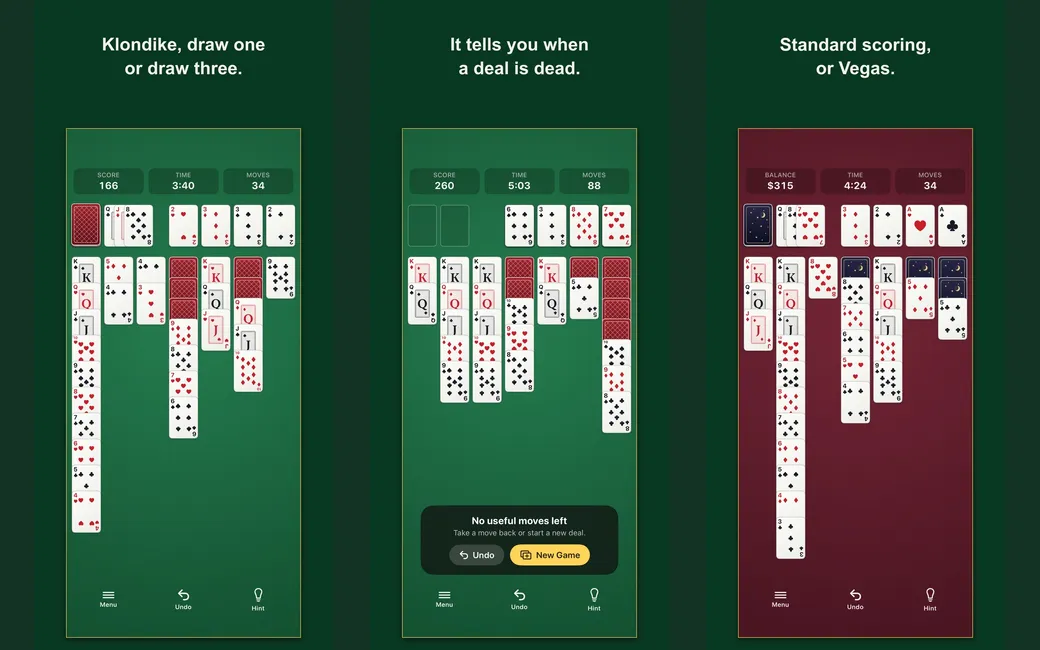 Klondike, draw one
or draw three.
SCORE
166
TIME
3:40
MOVES
34
Menu
Undo
Hint
It tells you when
a deal is dead.
SCORE
260
TIME
5:03
MOVES
88
No useful moves left
Take a move back or start a new deal.
Undo
New Game
Menu
Undo
Hint
Standard scoring,
or Vegas.
BALANCE
$315
TIME
4:24
MOVES
34
Menu
Undo
Hint